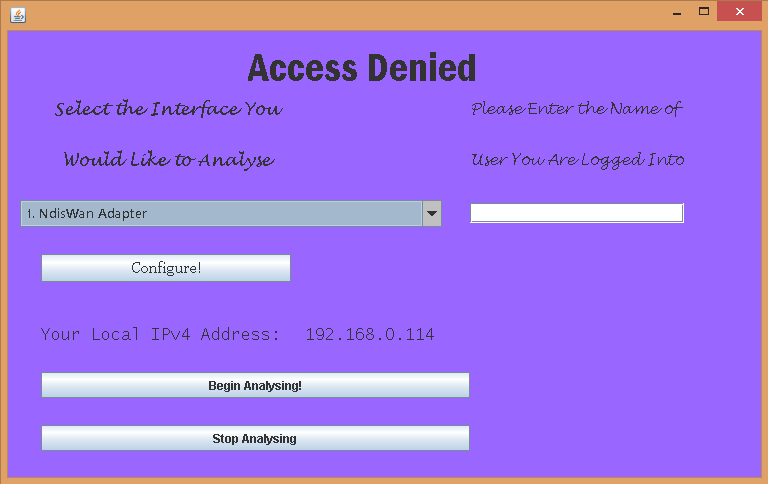 Access Denied
Select the Interface You
Please Enter the Name of
Would Like to Analyse
User You Are Logged Into
1. NdisWan Adapter
Configure!
Your Local IPv4 Address: 192.168.0.114
Begin Analysing!
Stop Analysing